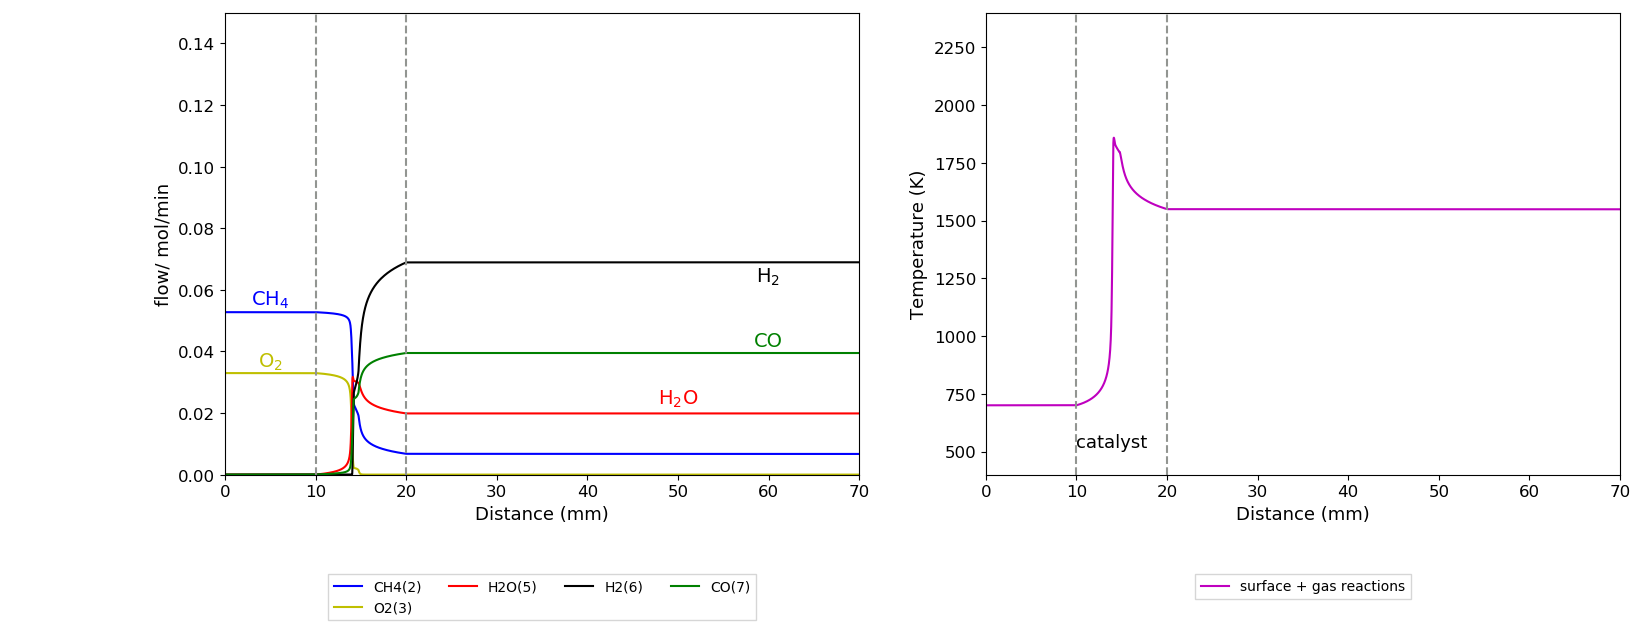 0.14
0.12
0.10
0.08
0.06
0.04
0.02
0.00
flow/ mol/min
CH₄
O₂
H₂
CO
H₂O
0 10 20 30 40 50 60 70
Distance (mm)
CH4(2) H2O(5) H2(6) CO(7)
O2(3)
2250
2000
1750
1500
1250
1000
750
500
Temperature (K)
catalyst
0 10 20 30 40 50 60 70
Distance (mm)
surface + gas reactions